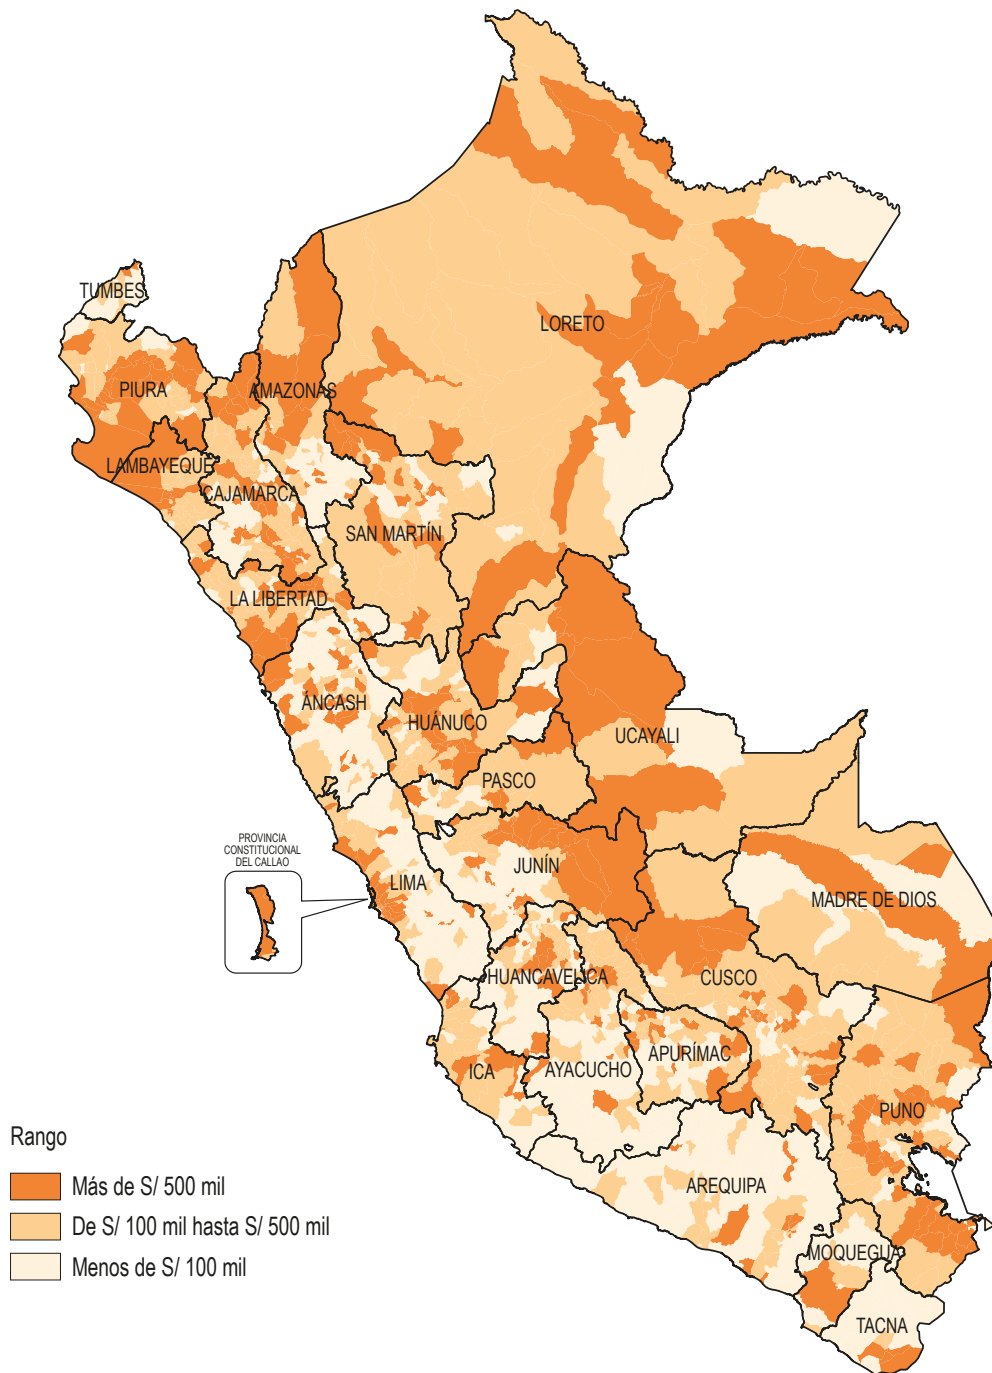 TUMBES
LORETO
PIURA
AMAZONAS
LAMBAYEQUE
CAJAMARCA
SAN MARTÍN
LA LIBERTAD
ÁNCASH
HUÁNUCO
UCAYALI
PASCO
PROVINCIA
CONSTITUCIONAL
DEL CALLAO
JUNÍN
LIMA
MADRE DE DIOS
HUANCAVELICA
CUSCO
APURÍMAC
ICA
AYACUCHO
PUNO
AREQUIPA
MOQUEGUA
TACNA
Rango
Más de S/ 500 mil
De S/ 100 mil hasta S/ 500 mil
Menos de S/ 100 mil